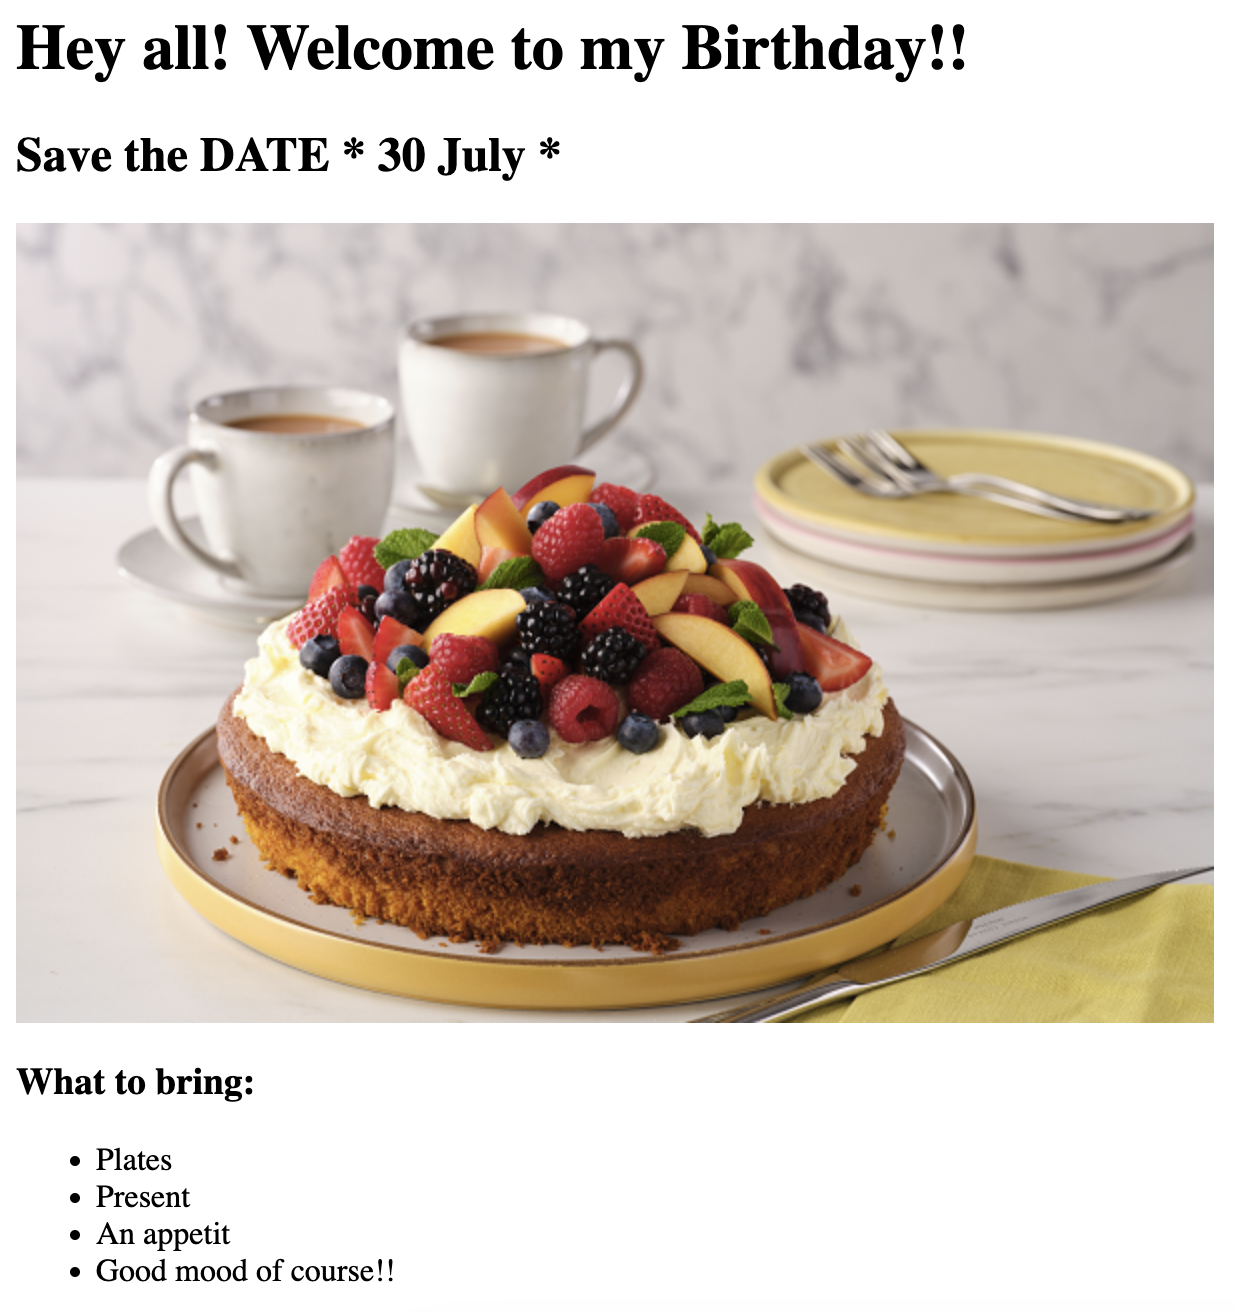 Hey all! Welcome to my Birthday!!
Save the DATE * 30 July *
What to bring:
Plates
Present
An appetit
Good mood of course!!